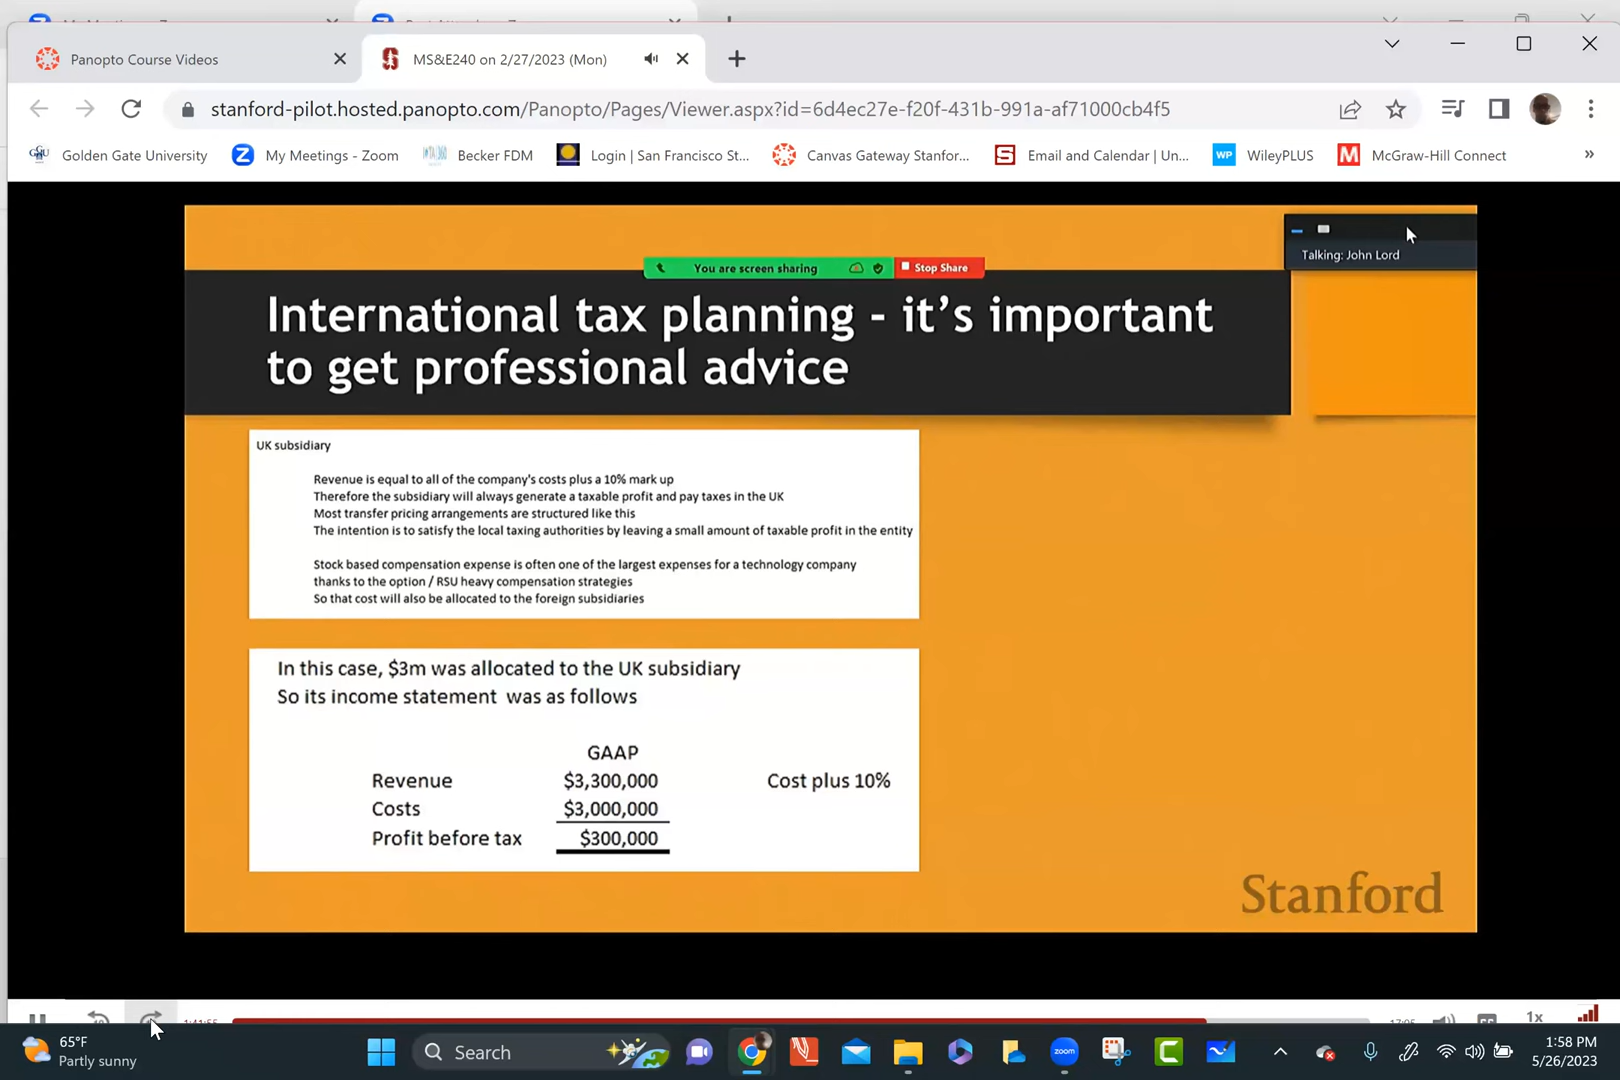 Panopto Course Videos
MS&E240 on 2/27/2023 (Mon)
stanford-pilot.hosted.panopto.com/Panopto/Pages/Viewer.aspx?id=6d4ec27e-f20f-431b-991a-af71000cb4f5
Golden Gate University
My Meetings - Zoom
Becker FDM
Login | San Francisco St...
Canvas Gateway Stanfor...
Email and Calendar | Un...
WP WileyPLUS
McGraw-Hill Connect
Talking: John Lord
You are screen sharing
Stop Share
International tax planning - it's important
to get professional advice
UK subsidiary
Revenue is equal to all of the company's costs plus a 10% mark up
Therefore the subsidiary will always generate a taxable profit and pay taxes in the UK
Most transfer pricing arrangements are structured like this
The intention is to satisfy the local taxing authorities by leaving a small amount of taxable profit in the entity
Stock based compensation expense is often one of the largest expenses for a technology company
thanks to the option / RSU heavy compensation strategies
So that cost will also be allocated to the foreign subsidiaries
In this case, $3m was allocated to the UK subsidiary
So its income statement was as follows
GAAP
Revenue $3,300,000 Cost plus 10%
Costs $3,000,000
Profit before tax $300,000
Stanford
1x
65°F
Partly sunny
Search
zoom
1:58 PM
5/26/2023